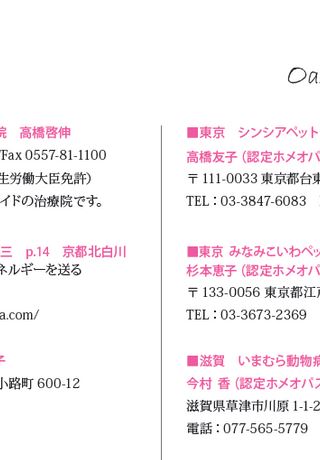 Oa
院　高橋啓伸
/Fax 0557-81-1100
生労働大臣免許）
イドの治療院です。
三　p.14　京都北白川
ネルギーを送る
a.com/
子
小路町 600-12
■東京　シンシアペット
高橋友子（認定ホメオパ
〒 111-0033 東京都台東
TEL：03-3847-6083
■東京 みなみこいわペッ
杉本恵子（認定ホメオパ
〒 133-0056 東京都江戸
TEL：03-3673-2369
■滋賀　いまむら動物病
今村 香（認定ホメオパス
滋賀県草津市川原 1-1-2
電話：077-565-5779